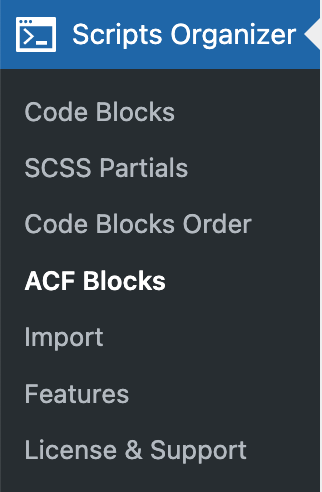 Scripts Organizer
Code Blocks
SCSS Partials
Code Blocks Order
ACF Blocks
Import
Features
License & Support